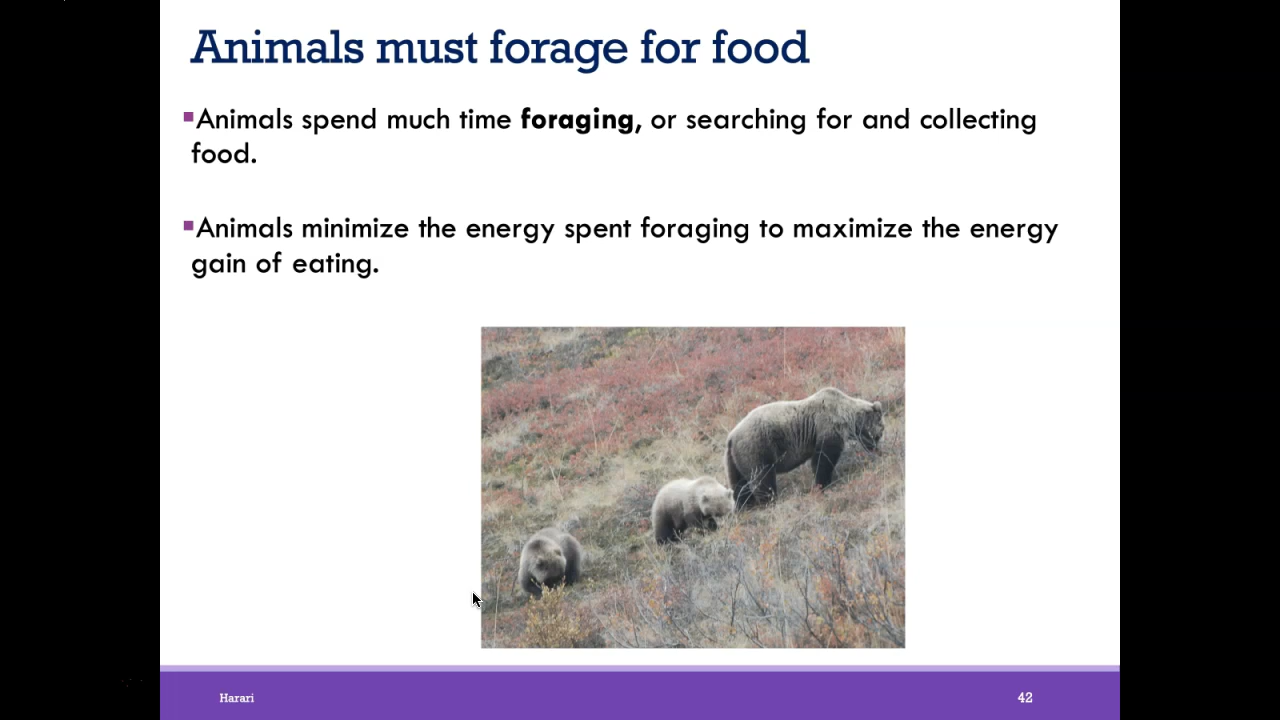 Animals must forage for food
▪Animals spend much time foraging, or searching for and collecting
food.
▪Animals minimize the energy spent foraging to maximize the energy
gain of eating.
Harari
42